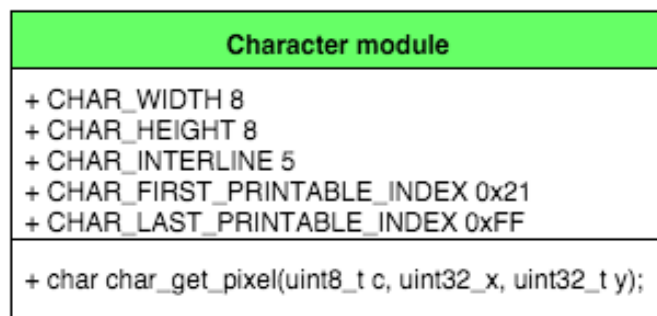 Character module
+ CHAR_WIDTH 8
+ CHAR_HEIGHT 8
+ CHAR_INTERLINE 5
+ CHAR_FIRST_PRINTABLE_INDEX 0x21
+ CHAR_LAST_PRINTABLE_INDEX 0xFF
+ char char_get_pixel(uint8_t c, uint32_x, uint32_t y);